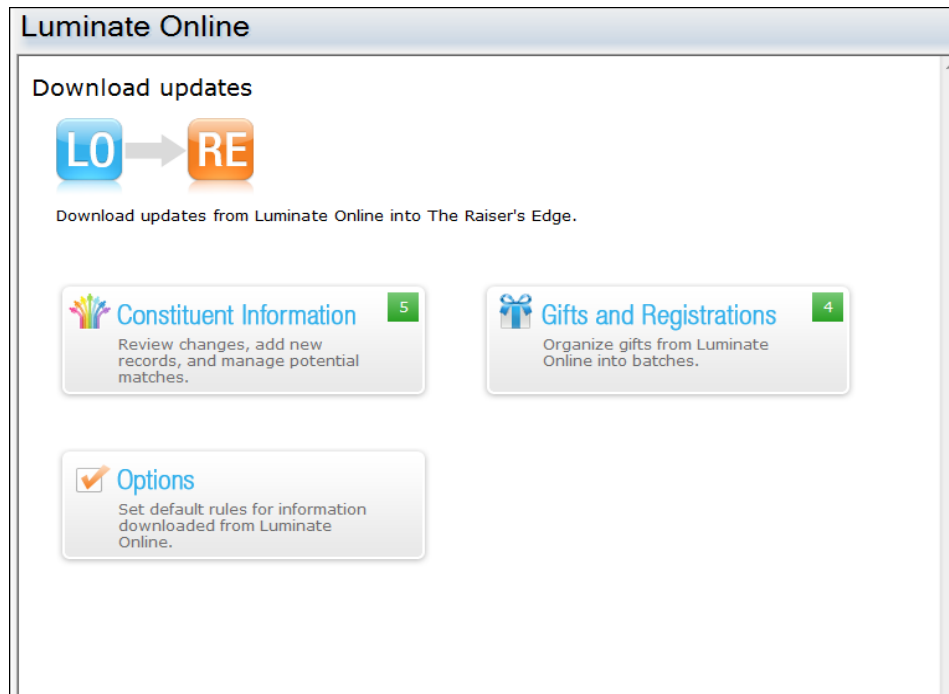 Luminate Online
Download updates
LO RE
Download updates from Luminate Online into The Raiser's Edge.
Constituent Information 5
Review changes, add new
records, and manage potential
matches.
Gifts and Registrations 4
Organize gifts from Luminate
Online into batches.
Options
Set default rules for information
downloaded from Luminate
Online.